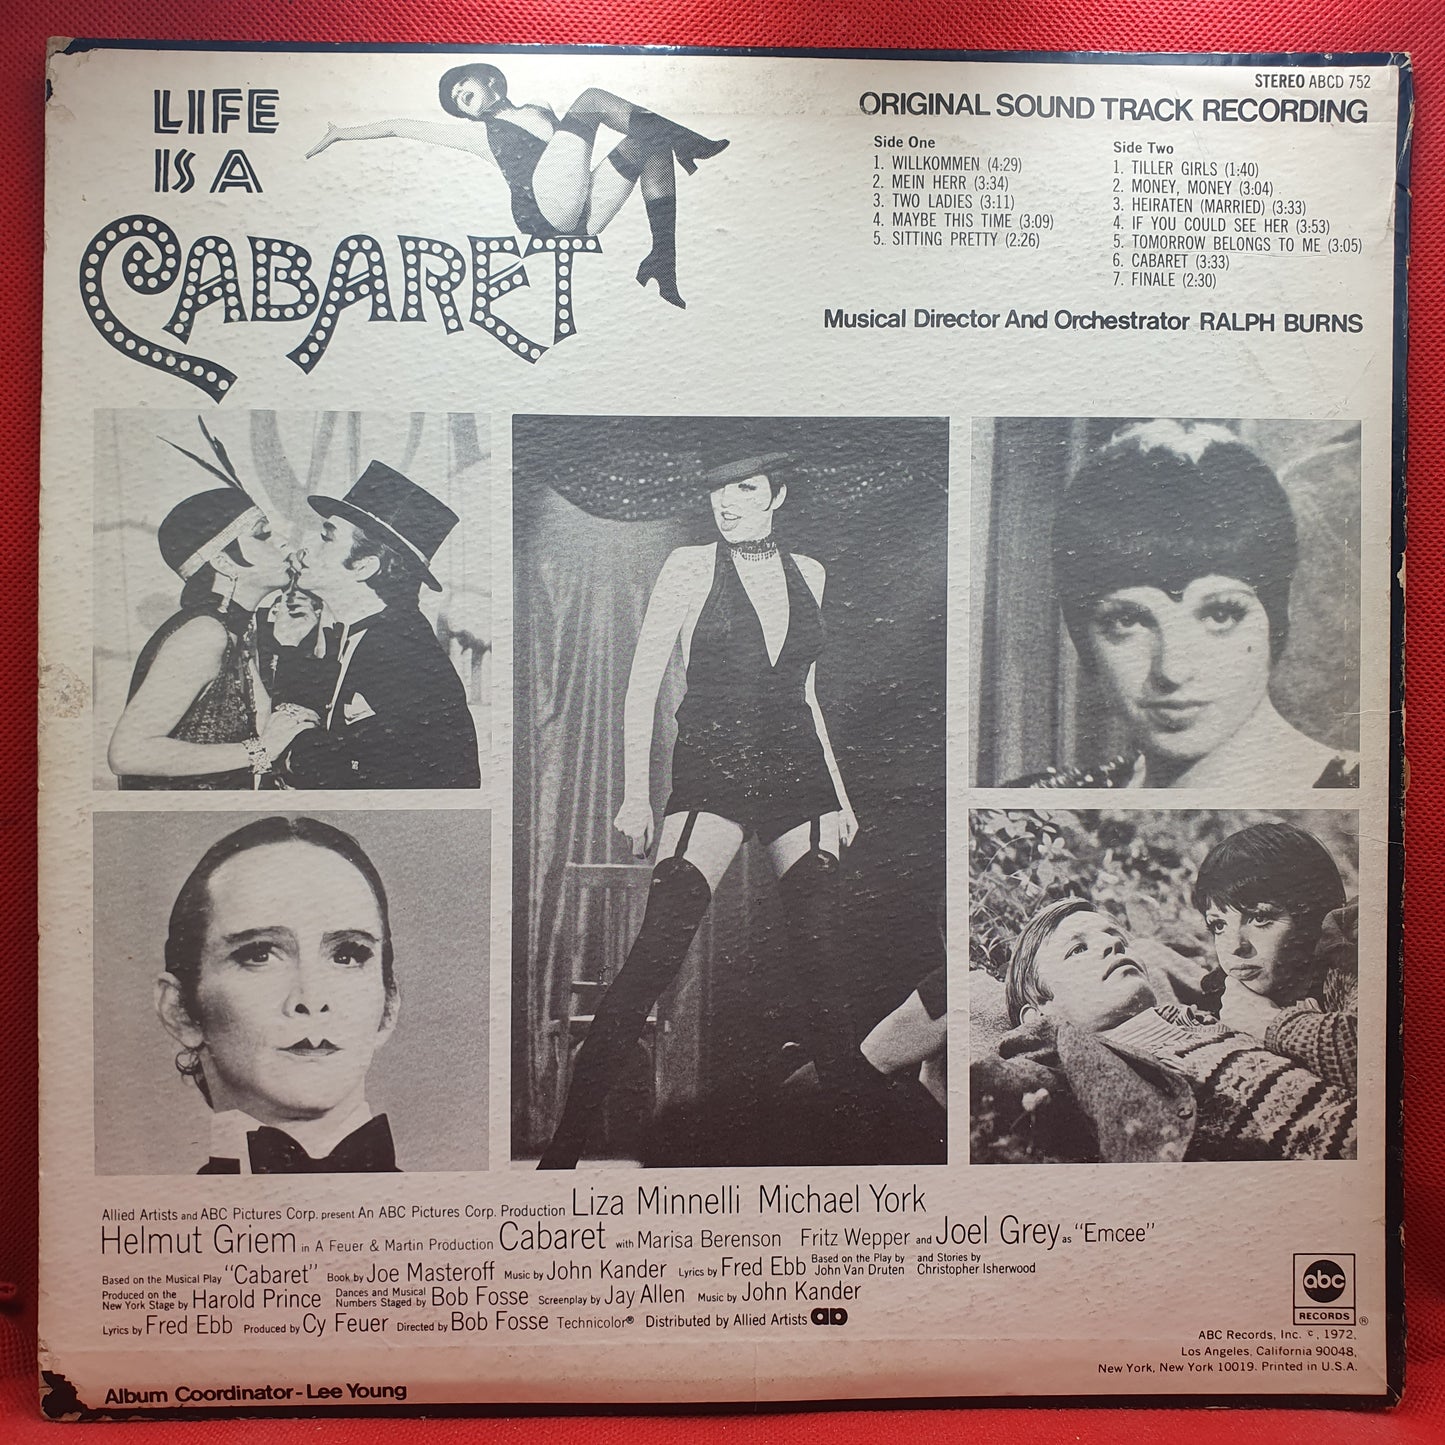 LIFE
IS A
CABARET
STEREO ABCD 752
ORIGINAL SOUND TRACK RECORDING
Side One
1. WILLKOMMEN (4:29)
2. MEIN HERR (3:34)
3. TWO LADIES (3:11)
4. MAYBE THIS TIME (3:09)
5. SITTING PRETTY (2:26)
Side Two
1. TILLER GIRLS (1:40)
2. MONEY, MONEY (3:04)
3. HEIRATEN (MARRIED) (3:33)
4. IF YOU COULD SEE HER (3:53)
5. TOMORROW BELONGS TO ME (3:05)
6. CABARET (3:33)
7. FINALE (2:30)
Musical Director And Orchestrator RALPH BURNS
Allied Artists and ABC Pictures Corp. present An ABC Pictures Corp. Production Liza Minnelli Michael York
Helmut Griem in A Feuer & Martin Production Cabaret with Marisa Berenson Fritz Wepper and Joel Grey as "Emcee"
Based on the Musical Play "Cabaret" Book by Joe Masteroff Music by John Kander Lyrics by Fred Ebb Based on the Play by John Van Druten and Stories by Christopher Isherwood
Produced on the New York Stage by Harold Prince Dances and Musical Numbers Staged by Bob Fosse Screenplay by Jay Allen Music by John Kander
Lyrics by Fred Ebb Produced by Cy Feuer Directed by Bob Fosse Technicolor® Distributed by Allied Artists aa
abc
RECORDS ®
ABC Records, Inc. ©, 1972,
Los Angeles, California 90048,
New York, New York 10019. Printed in U.S.A.
Album Coordinator-Lee Young